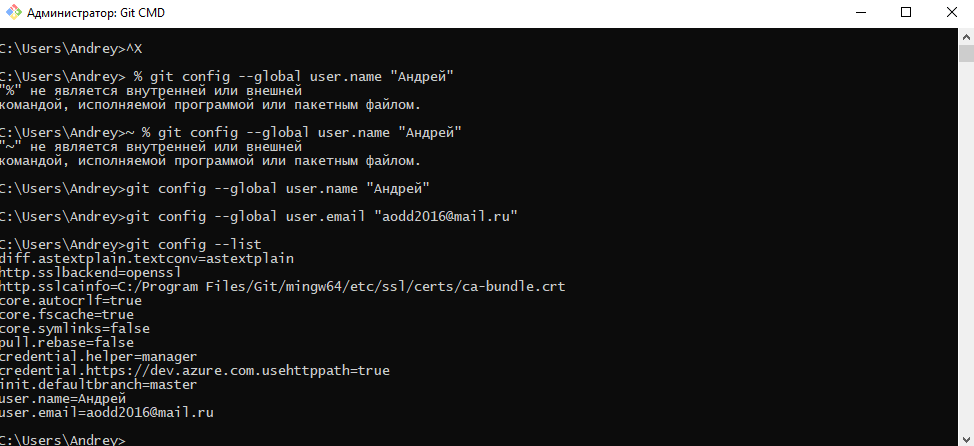 Администратор: Git CMD
C:\Users\Andrey>^X
C:\Users\Andrey> % git config --global user.name "Андрей"
"%" не является внутренней или внешней
командой, исполняемой программой или пакетным файлом.
C:\Users\Andrey>~ % git config --global user.name "Андрей"
"~" не является внутренней или внешней
командой, исполняемой программой или пакетным файлом.
C:\Users\Andrey>git config --global user.name "Андрей"
C:\Users\Andrey>git config --global user.email "aodd2016@mail.ru"
C:\Users\Andrey>git config --list
diff.astextplain.textconv=astextplain
http.sslbackend=openssl
http.sslcainfo=C:/Program Files/Git/mingw64/etc/ssl/certs/ca-bundle.crt
core.autocrlf=true
core.fscache=true
core.symlinks=false
pull.rebase=false
credential.helper=manager
credential.https://dev.azure.com.usehttppath=true
init.defaultbranch=master
user.name=Андрей
user.email=aodd2016@mail.ru
C:\Users\Andrey>